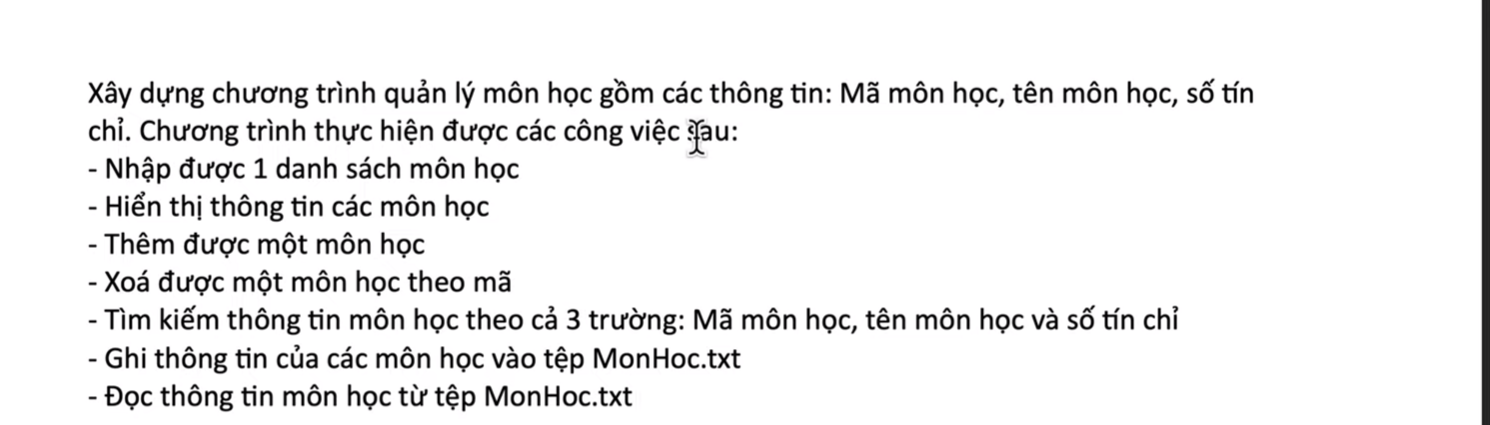 Xây dựng chương trình quản lý môn học gồm các thông tin: Mã môn học, tên môn học, số tín
chỉ. Chương trình thực hiện được các công việc sau:
- Nhập được 1 danh sách môn học
- Hiển thị thông tin các môn học
- Thêm được một môn học
- Xoá được một môn học theo mã
- Tìm kiếm thông tin môn học theo cả 3 trường: Mã môn học, tên môn học và số tín chỉ
- Ghi thông tin của các môn học vào tệp MonHoc.txt
- Đọc thông tin môn học từ tệp MonHoc.txt